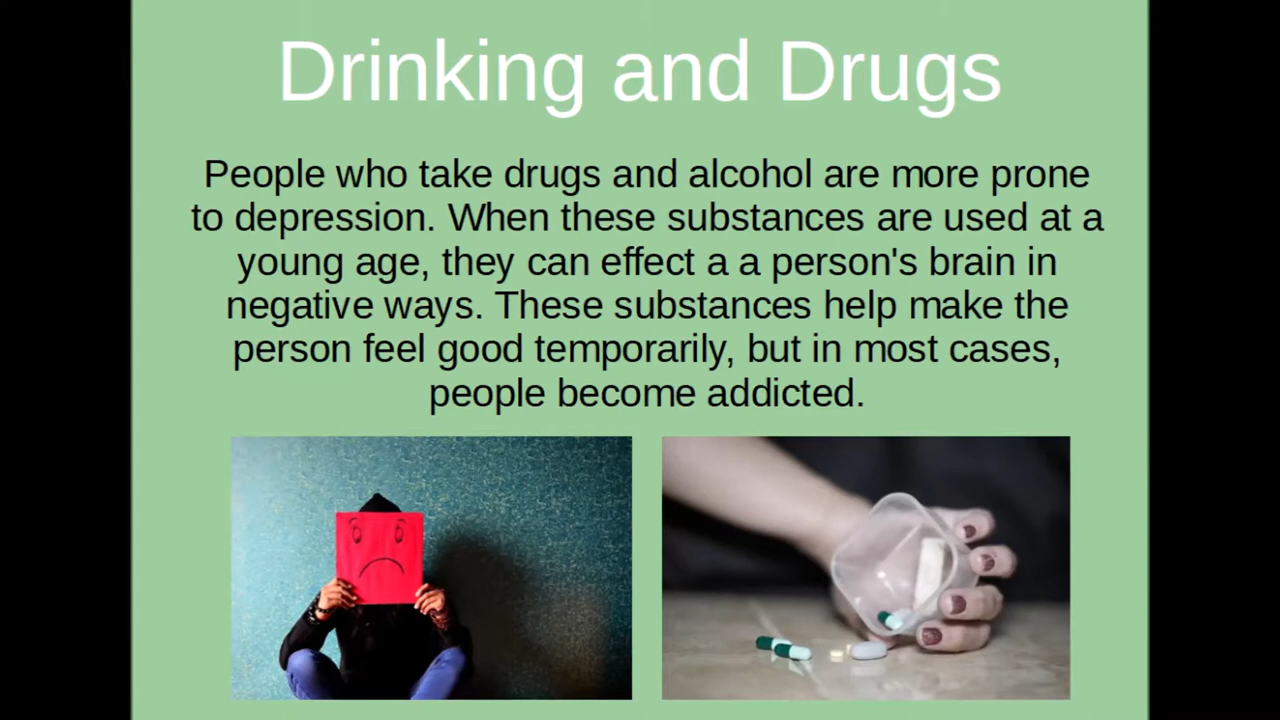 Drinking and Drugs
People who take drugs and alcohol are more prone
to depression. When these substances are used at a
young age, they can effect a a person's brain in
negative ways. These substances help make the
person feel good temporarily, but in most cases,
people become addicted.